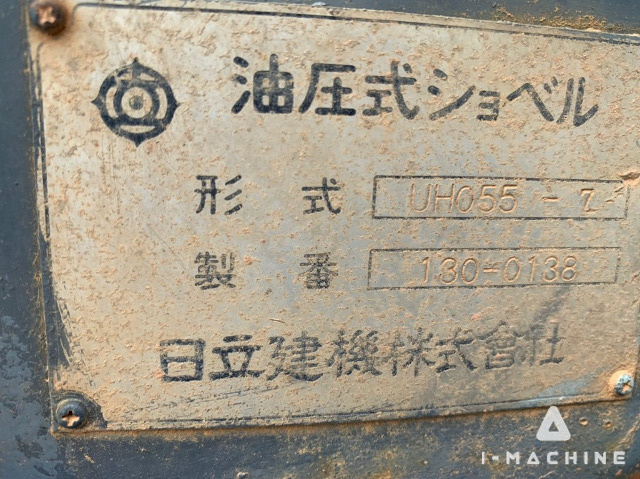 油圧式ショベル
形式 UH055-7
製番 130-0138
日立建機株式會社
I-MACHINE